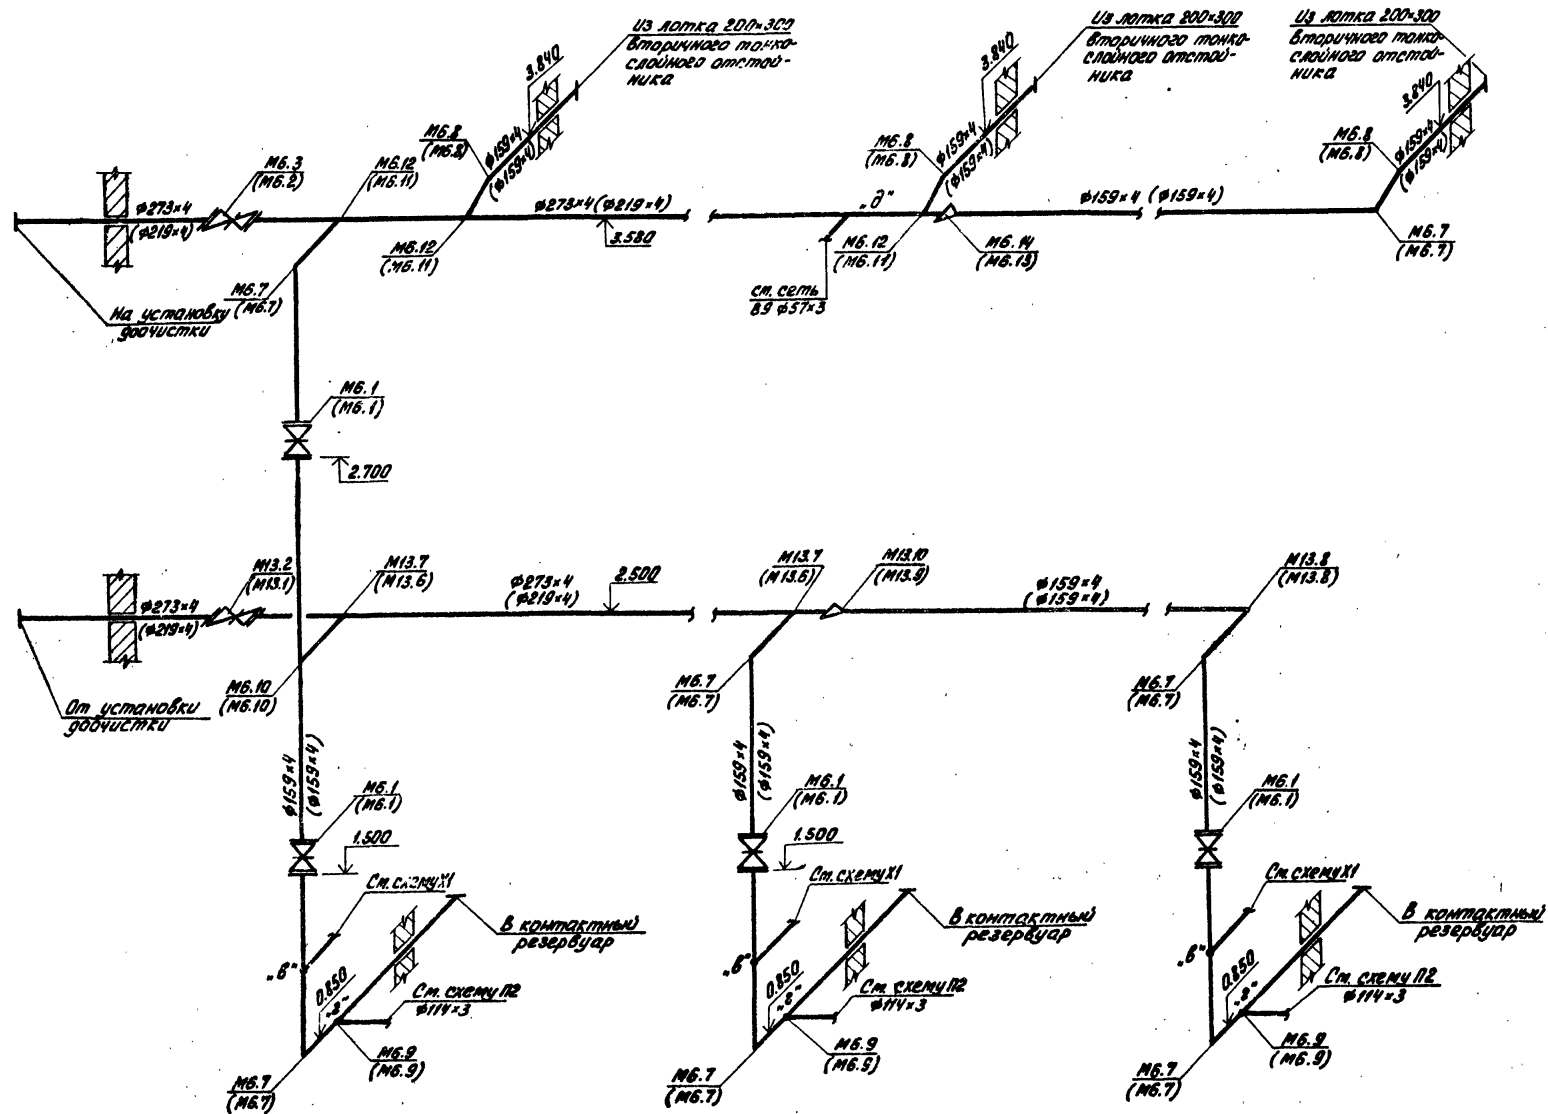 Из лотка 200×300
вторичного тонко-
слойного отстой-
ника
Из лотка 200×300
вторичного тонко-
слойного отстой-
ника
Из лотка 200×300
вторичного тонко-
слойного отстой-
ника
3.840
3.840
3.840
М6.8
(М6.8)
ф159×4
(ф159×4)
М6.8
(М6.8)
ф159×4
(ф159×4)
М6.8
(М6.8)
ф159×4
(ф159×4)
М6.3
(М6.2)
М6.12
(М6.11)
ф273×4
(ф219×4)
ф273×4 (ф219×4)
„д"
ф159×4 (ф159×4)
3.580
М6.12
(М6.11)
М6.12
(М6.11)
М6.14
(М6.13)
М6.7
(М6.7)
М6.7
(М6.7)
см. сеть
В9 ф57×3
На установку
доочистки
М6.1
(М6.1)
2.700
М13.2
(М13.1)
М13.7
(М13.6)
ф273×4
(ф219×4)
2.500
М13.7
(М13.6)
М13.10
(М13.9)
ф159×4
(ф159×4)
М13.8
(М13.8)
ф273×4
(ф219×4)
М6.10
(М6.10)
М6.7
(М6.7)
М6.7
(М6.7)
От установки
доочистки
ф159×4
(ф159×4)
ф159×4
(ф159×4)
ф159×4
(ф159×4)
М6.1
(М6.1)
М6.1
(М6.1)
М6.1
(М6.1)
1.500
1.500
См. схему Х1
См. схему Х1
См. схему Х1
В контактный
резервуар
В контактный
резервуар
В контактный
резервуар
„в"
„в"
„в"
0.850
„г"
0.850
„г"
0.850
„г"
См. схему П2
ф114×3
См. схему П2
ф114×3
См. схему П2
ф114×3
М6.9
(М6.9)
М6.9
(М6.9)
М6.9
(М6.9)
М6.7
(М6.7)
М6.7
(М6.7)
М6.7
(М6.7)